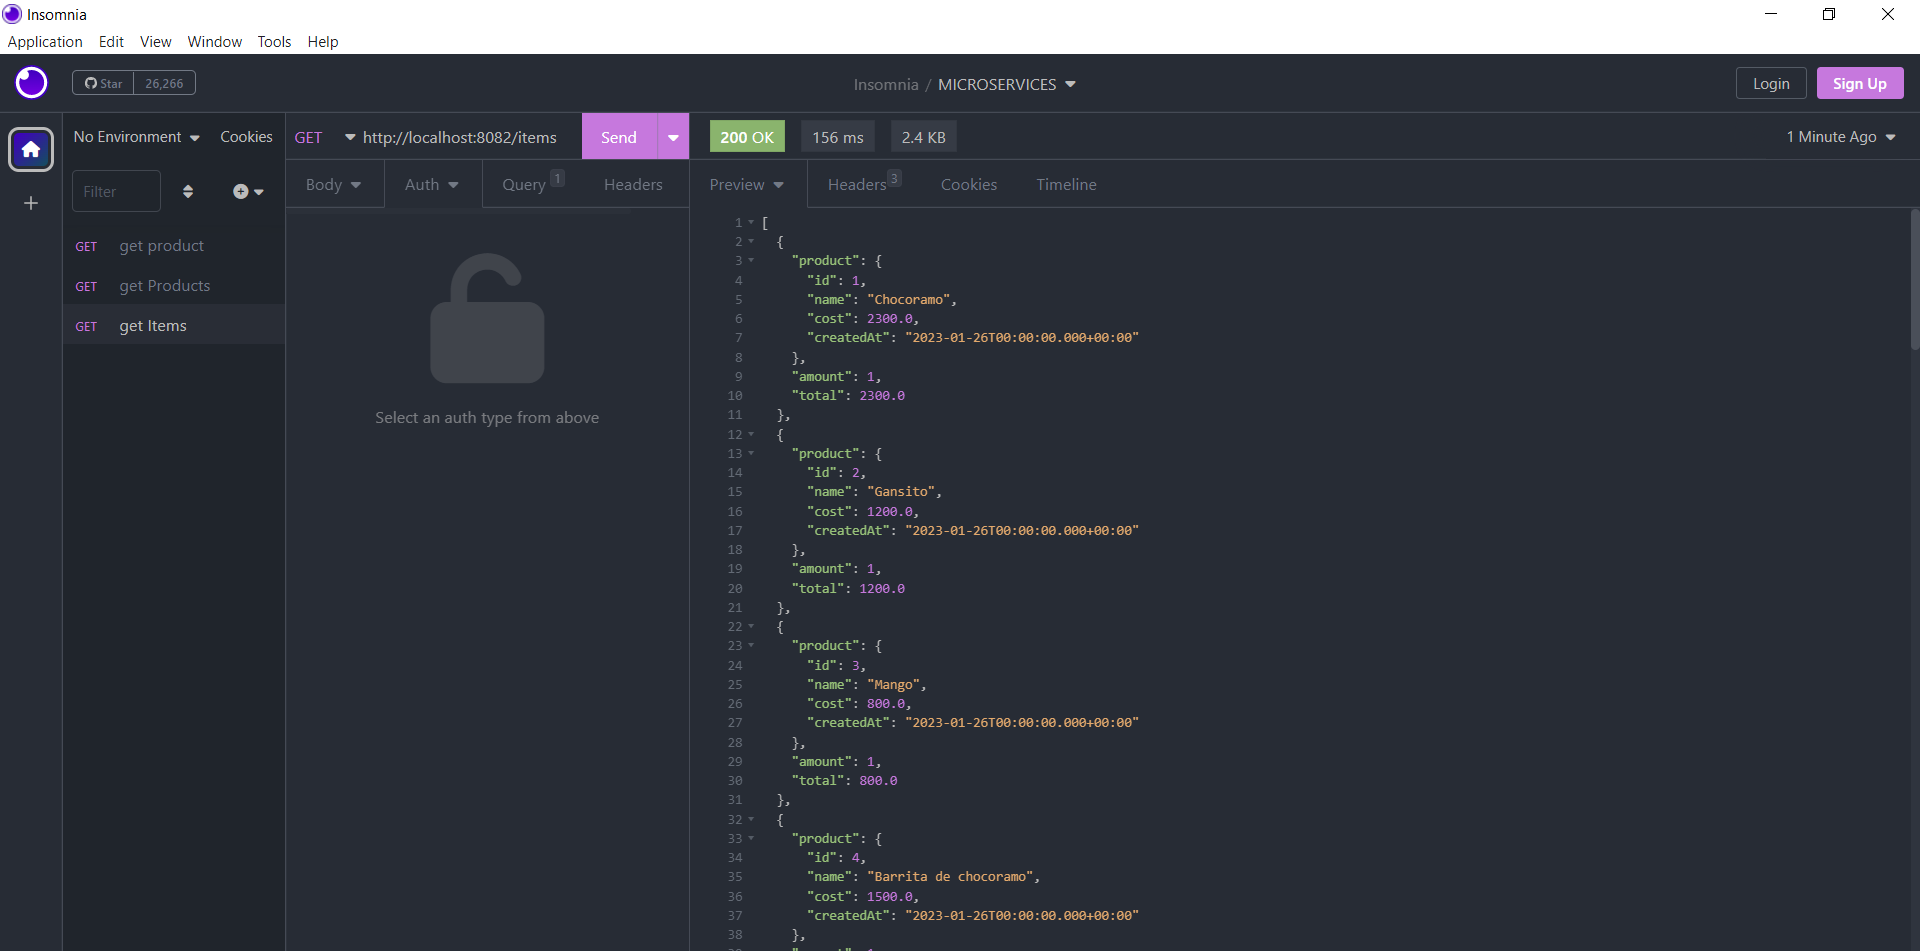 Insomnia
Application Edit View Window Tools Help
Star 26,266
Insomnia / MICROSERVICES
Login Sign Up
No Environment Cookies
GET http://localhost:8082/items Send
200 OK 156 ms 2.4 KB
1 Minute Ago
Filter
Body Auth Query 1 Headers
Preview Headers 3 Cookies Timeline
GET get product
GET get Products
GET get Items
Select an auth type from above
1 [
2 {
3 "product": {
4 "id": 1,
5 "name": "Chocoramo",
6 "cost": 2300.0,
7 "createdAt": "2023-01-26T00:00:00.000+00:00"
8 },
9 "amount": 1,
10 "total": 2300.0
11 },
12 {
13 "product": {
14 "id": 2,
15 "name": "Gansito",
16 "cost": 1200.0,
17 "createdAt": "2023-01-26T00:00:00.000+00:00"
18 },
19 "amount": 1,
20 "total": 1200.0
21 },
22 {
23 "product": {
24 "id": 3,
25 "name": "Mango",
26 "cost": 800.0,
27 "createdAt": "2023-01-26T00:00:00.000+00:00"
28 },
29 "amount": 1,
30 "total": 800.0
31 },
32 {
33 "product": {
34 "id": 4,
35 "name": "Barrita de chocoramo",
36 "cost": 1500.0,
37 "createdAt": "2023-01-26T00:00:00.000+00:00"
38 },